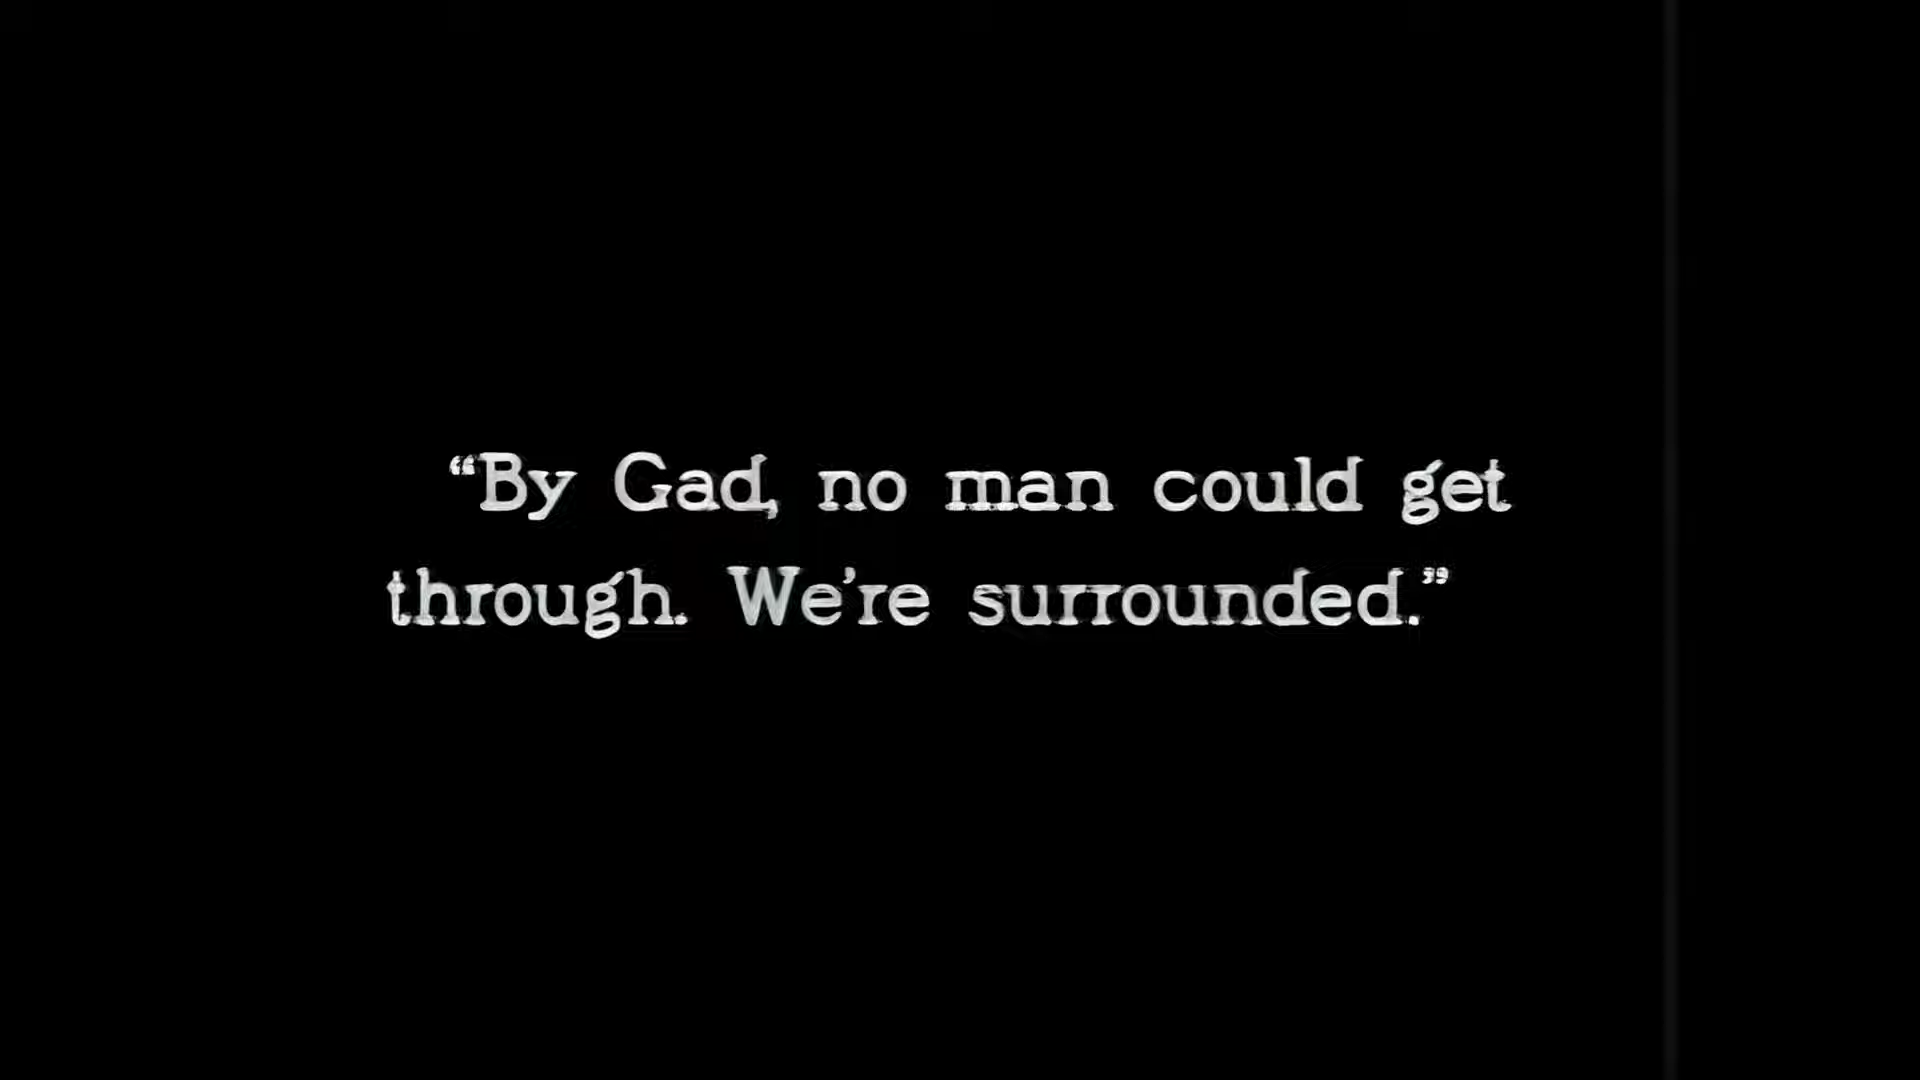 “By Gad, no man could get
through. We’re surrounded.”